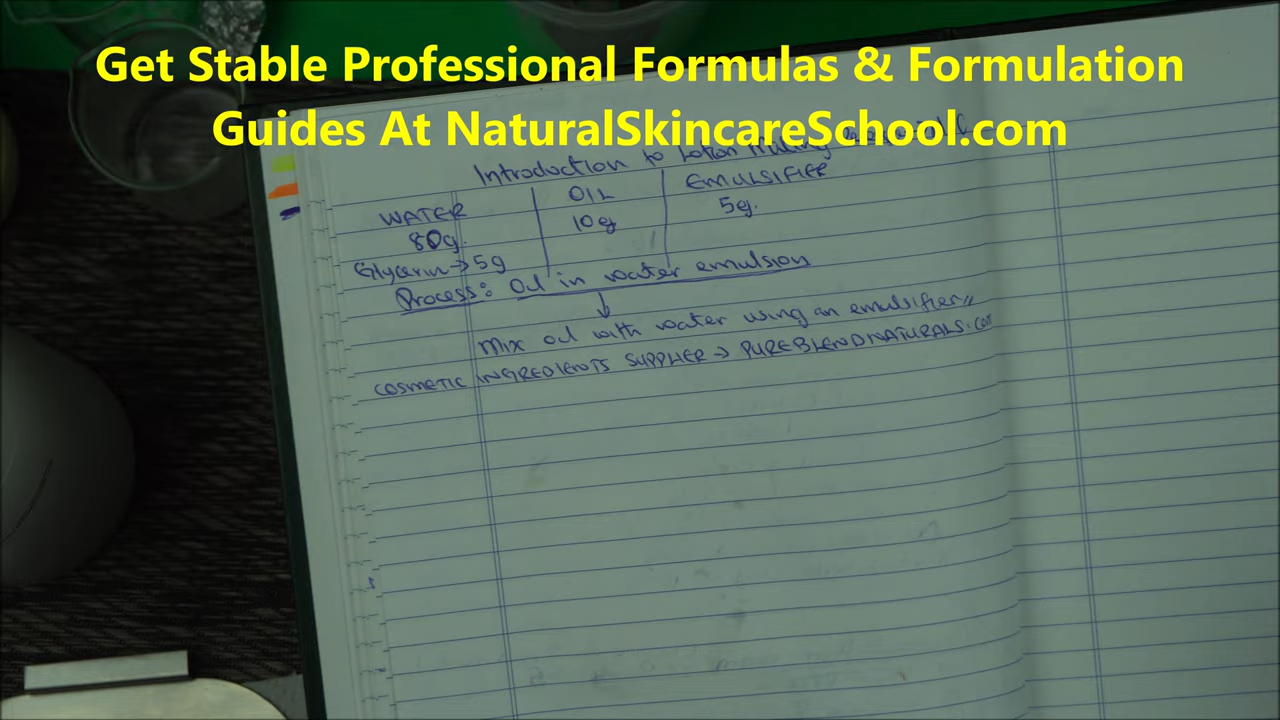 Get Stable Professional Formulas & Formulation
Guides At NaturalSkincareSchool.com
Introduction to Lotion Making
WATER OIL EMULSIFIER
80g. 10g 5g.
Glycerin → 5g
Process: Oil in water emulsion
↓
Mix oil with water using an emulsifier,,
COSMETIC INGREDIENTS SUPPLIER → PUREBLENDNATURALS.COM